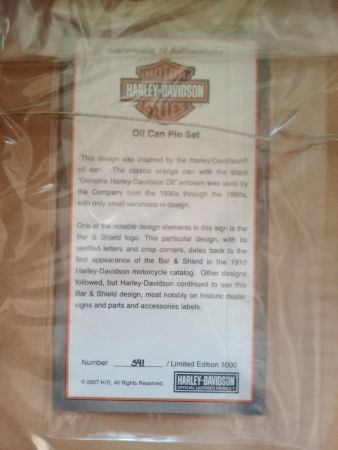 Certificate of Authenticity
MOTOR
HARLEY-DAVIDSON
SALES
Oil Can Pin Set
This design was inspired by the Harley-Davidson®
oil can. The classic orange can with the black
"Genuine Harley-Davidson Oil" emblem was used by
the Company from the 1930s through the 1950s,
with only small variations in design.
One of the notable design elements in this sign is the
Bar & Shield logo. This particular design, with its
serifed letters and crisp corners, dates back to the
first appearance of the Bar & Shield in the 1910
Harley-Davidson motorcycle catalog. Other designs
followed, but Harley-Davidson continued to use this
Bar & Shield design, most notably on historic dealer
signs and parts and accessories labels.
Number 541 / Limited Edition 1000
© 2007 H-D, All Rights Reserved.
HARLEY-DAVIDSON
OFFICIAL LICENSED PRODUCT